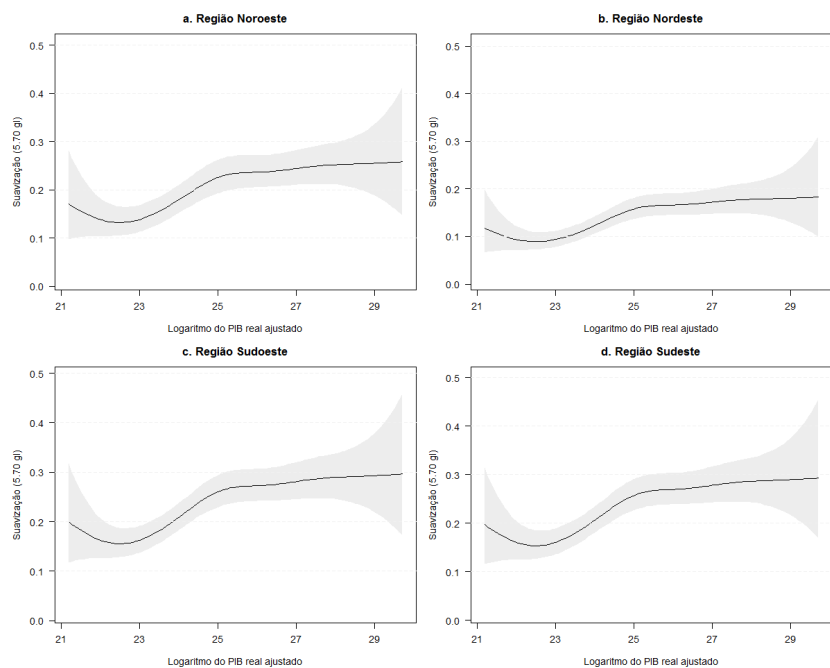 a. Região Noroeste
Suavização (5.70 gl)
0.5
0.4
0.3
0.2
0.1
0.0
21 23 25 27 29
Logaritmo do PIB real ajustado
b. Região Nordeste
Suavização (5.70 gl)
0.5
0.4
0.3
0.2
0.1
0.0
21 23 25 27 29
Logaritmo do PIB real ajustado
c. Região Sudoeste
Suavização (5.70 gl)
0.5
0.4
0.3
0.2
0.1
0.0
21 23 25 27 29
Logaritmo do PIB real ajustado
d. Região Sudeste
Suavização (5.70 gl)
0.5
0.4
0.3
0.2
0.1
0.0
21 23 25 27 29
Logaritmo do PIB real ajustado